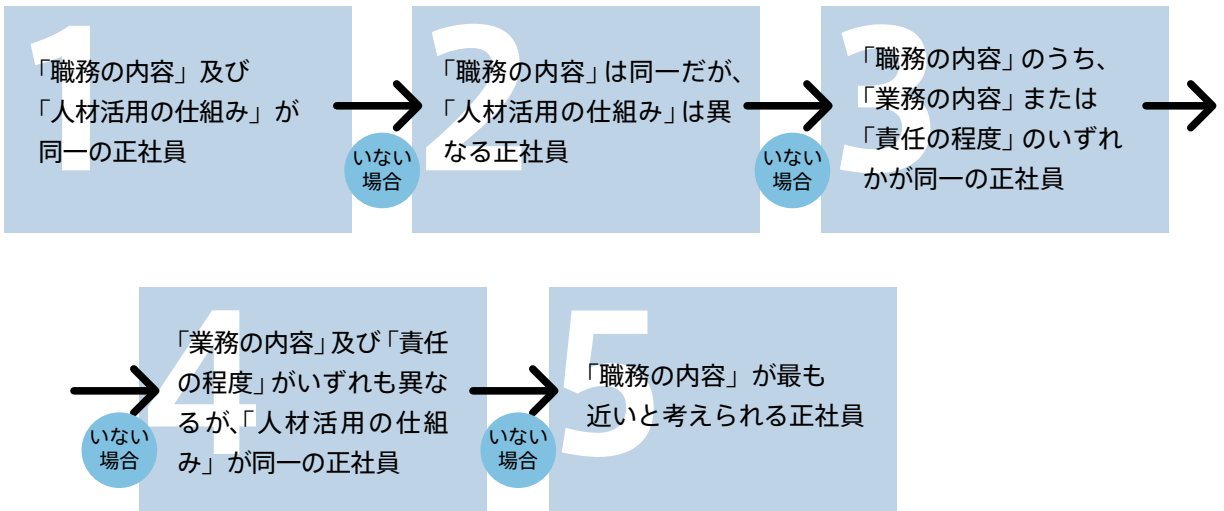 1
「職務の内容」及び
「人材活用の仕組み」が
同一の正社員
いない
場合
2
「職務の内容」は同一だが、
「人材活用の仕組み」は異
なる正社員
いない
場合
3
「職務の内容」のうち、
「業務の内容」または
「責任の程度」のいずれ
かが同一の正社員
いない
場合
4
「業務の内容」及び「責任
の程度」がいずれも異な
るが、「人材活用の仕組
み」が同一の正社員
いない
場合
5
「職務の内容」が最も
近いと考えられる正社員